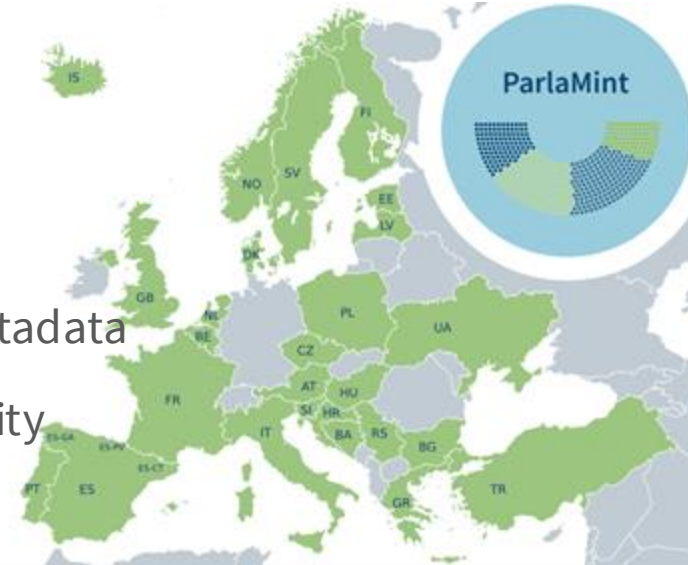 ParlaMint
IS
FI
NO
SV
EE
LV
DK
GB
NL
BE
PL
UA
tadata
CZ
FR
AT
HU
SI
HR
IT
BA
RS
BG
ity
ES-GA
ES-PV
ES-CT
PT
ES
GR
TR